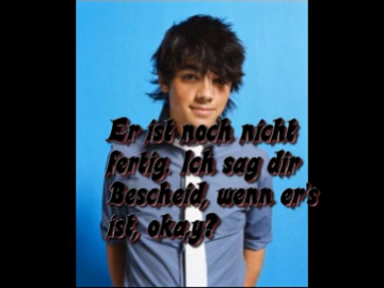 Er ist noch nicht
fertig. Ich sag dir
Bescheid, wenn er's
ist, okay?